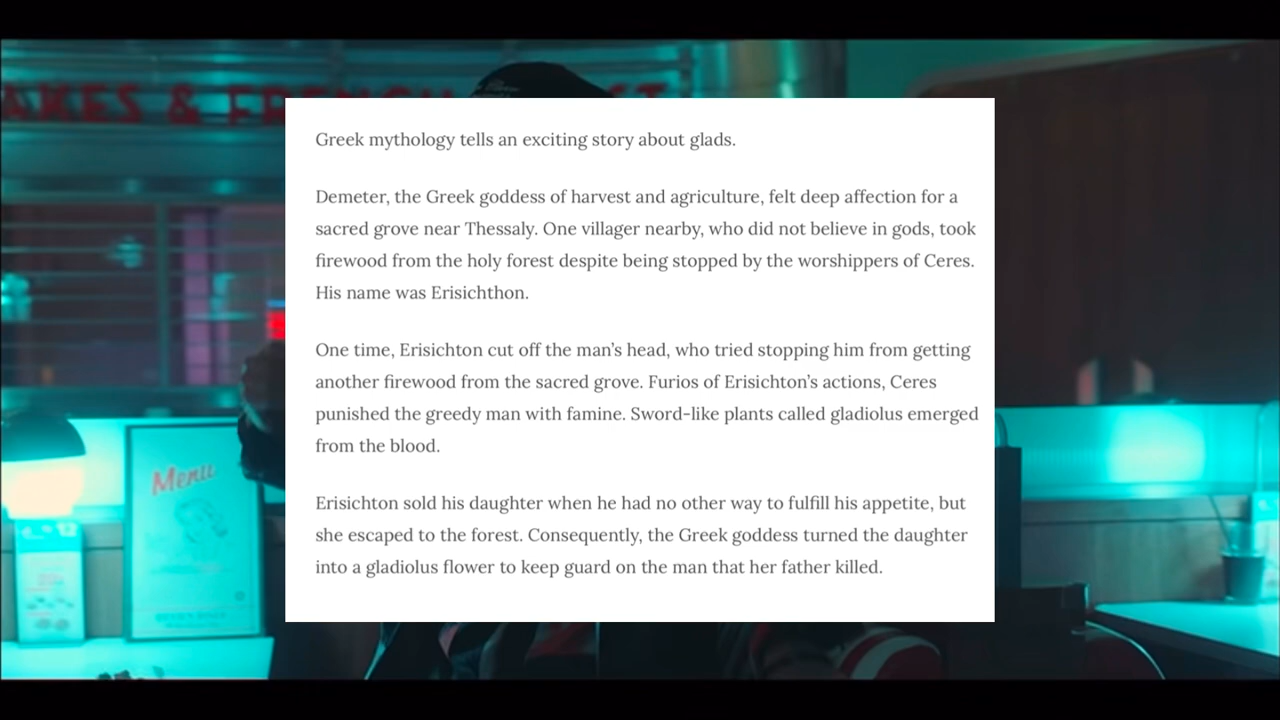 AKES & FRENCH
Greek mythology tells an exciting story about glads.
Demeter, the Greek goddess of harvest and agriculture, felt deep affection for a
sacred grove near Thessaly. One villager nearby, who did not believe in gods, took
firewood from the holy forest despite being stopped by the worshippers of Ceres.
His name was Erisichthon.
One time, Erisichton cut off the man’s head, who tried stopping him from getting
another firewood from the sacred grove. Furios of Erisichton’s actions, Ceres
punished the greedy man with famine. Sword-like plants called gladiolus emerged
from the blood.
Erisichton sold his daughter when he had no other way to fulfill his appetite, but
she escaped to the forest. Consequently, the Greek goddess turned the daughter
into a gladiolus flower to keep guard on the man that her father killed.
Menu